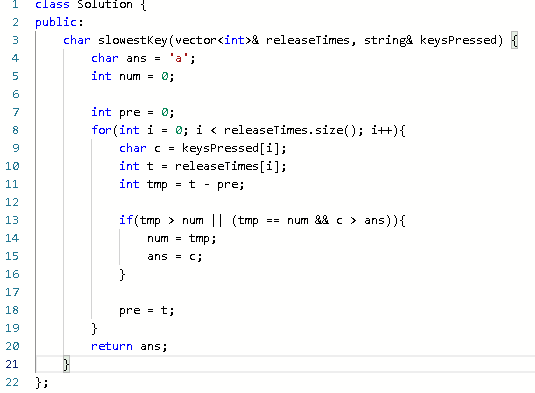 1 class Solution {
2 public:
3     char slowestKey(vector<int>& releaseTimes, string& keysPressed) {
4         char ans = 'a';
5         int num = 0;
6
7         int pre = 0;
8         for(int i = 0; i < releaseTimes.size(); i++){
9             char c = keysPressed[i];
10             int t = releaseTimes[i];
11             int tmp = t - pre;
12
13             if(tmp > num || (tmp == num && c > ans)){
14                 num = tmp;
15                 ans = c;
16             }
17
18             pre = t;
19         }
20         return ans;
21     }
22 };